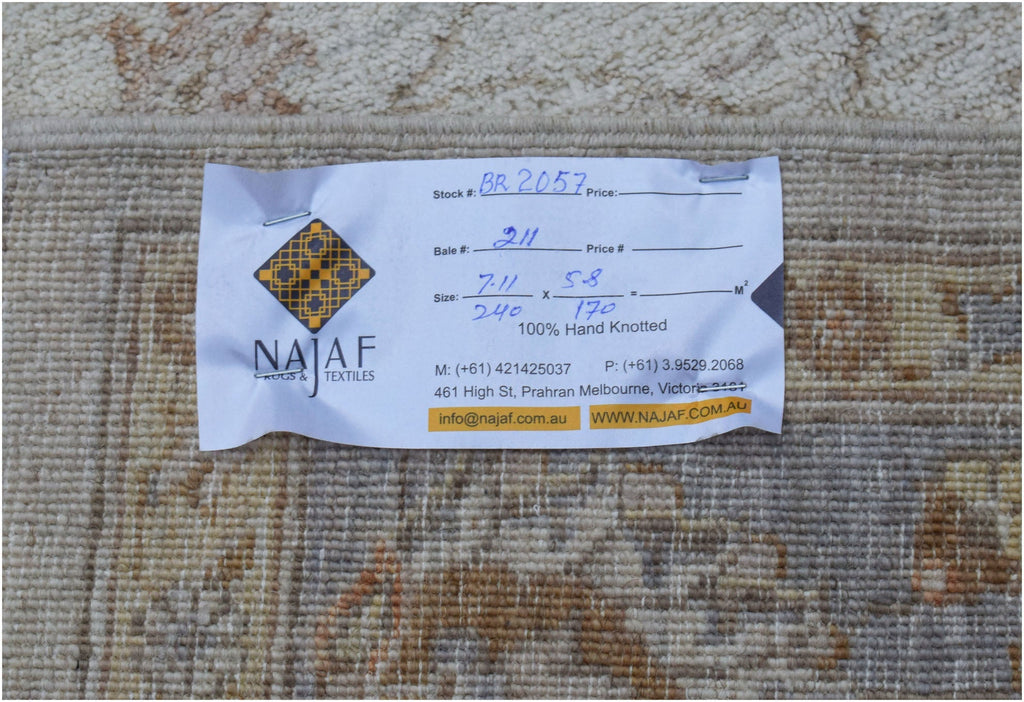 NAJAF
RUGS & TEXTILES
Stock #: BR 2057 Price:
Bale #: 211 Price #
Size: 7.11 X 5.8 = M²
240 170
100% Hand Knotted
M: (+61) 421425037 P: (+61) 3.9529.2068
461 High St, Prahran Melbourne, Victoria 3181
info@najaf.com.au WWW.NAJAF.COM.AU